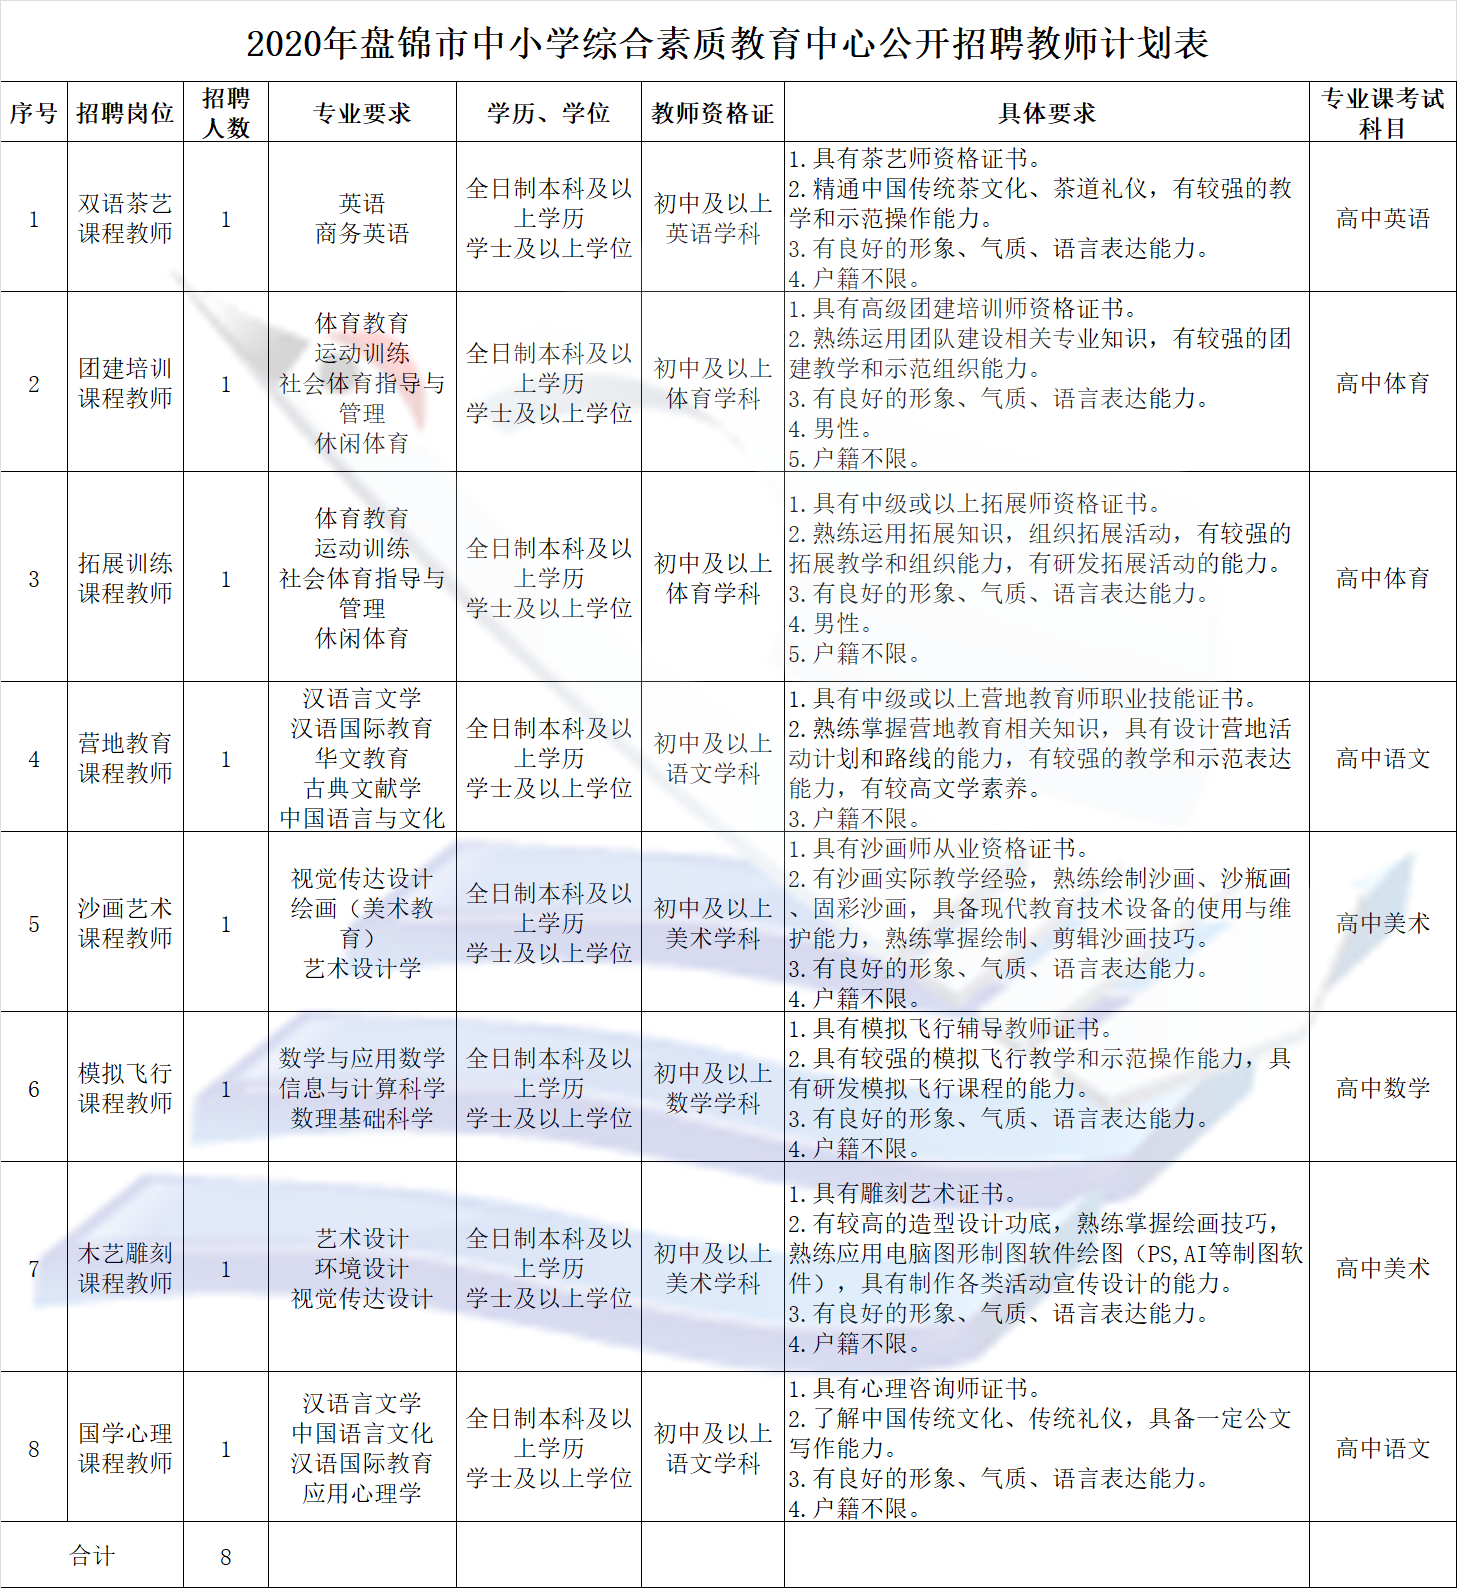 2020年盘锦市中小学综合素质教育中心公开招聘教师计划表
序号
招聘岗位
招聘
人数
专业要求
学历、学位
教师资格证
具体要求
专业课考试
科目
1
双语茶艺
课程教师
1
英语
商务英语
全日制本科及以
上学历
学士及以上学位
初中及以上
英语学科
1.具有茶艺师资格证书。
2.精通中国传统茶文化、茶道礼仪，有较强的教
学和示范操作能力。
3.有良好的形象、气质、语言表达能力。
4.户籍不限。
高中英语
2
团建培训
课程教师
1
体育教育
运动训练
社会体育指导与
管理
休闲体育
全日制本科及以
上学历
学士及以上学位
初中及以上
体育学科
1.具有高级团建培训师资格证书。
2.熟练运用团队建设相关专业知识，有较强的团
建教学和示范组织能力。
3.有良好的形象、气质、语言表达能力。
4.男性。
5.户籍不限。
高中体育
3
拓展训练
课程教师
1
体育教育
运动训练
社会体育指导与
管理
休闲体育
全日制本科及以
上学历
学士及以上学位
初中及以上
体育学科
1.具有中级或以上拓展师资格证书。
2.熟练运用拓展知识，组织拓展活动，有较强的
拓展教学和组织能力，有研发拓展活动的能力。
3.有良好的形象、气质、语言表达能力。
4.男性。
5.户籍不限。
高中体育
4
营地教育
课程教师
1
汉语言文学
汉语国际教育
华文教育
古典文献学
中国语言与文化
全日制本科及以
上学历
学士及以上学位
初中及以上
语文学科
1.具有中级或以上营地教育师职业技能证书。
2.熟练掌握营地教育相关知识，具有设计营地活
动计划和路线的能力，有较强的教学和示范表达
能力，有较高文学素养。
3.户籍不限。
高中语文
5
沙画艺术
课程教师
1
视觉传达设计
绘画（美术教
育）
艺术设计学
全日制本科及以
上学历
学士及以上学位
初中及以上
美术学科
1.具有沙画师从业资格证书。
2.有沙画实际教学经验，熟练绘制沙画、沙瓶画
、固彩沙画，具备现代教育技术设备的使用与维
护能力，熟练掌握绘制、剪辑沙画技巧。
3.有良好的形象、气质、语言表达能力。
4.户籍不限。
高中美术
6
模拟飞行
课程教师
1
数学与应用数学
信息与计算科学
数理基础科学
全日制本科及以
上学历
学士及以上学位
初中及以上
数学学科
1.具有模拟飞行辅导教师证书。
2.具有较强的模拟飞行教学和示范操作能力，具
有研发模拟飞行课程的能力。
3.有良好的形象、气质、语言表达能力。
4.户籍不限。
高中数学
7
木艺雕刻
课程教师
1
艺术设计
环境设计
视觉传达设计
全日制本科及以
上学历
学士及以上学位
初中及以上
美术学科
1.具有雕刻艺术证书。
2.有较高的造型设计功底，熟练掌握绘画技巧，
熟练应用电脑图形制图软件绘图（PS,AI等制图软
件），具有制作各类活动宣传设计的能力。
3.有良好的形象、气质、语言表达能力。
4.户籍不限。
高中美术
8
国学心理
课程教师
1
汉语言文学
中国语言文化
汉语国际教育
应用心理学
全日制本科及以
上学历
学士及以上学位
初中及以上
语文学科
1.具有心理咨询师证书。
2.了解中国传统文化、传统礼仪，具备一定公文
写作能力。
3.有良好的形象、气质、语言表达能力。
4.户籍不限。
高中语文
合计
8